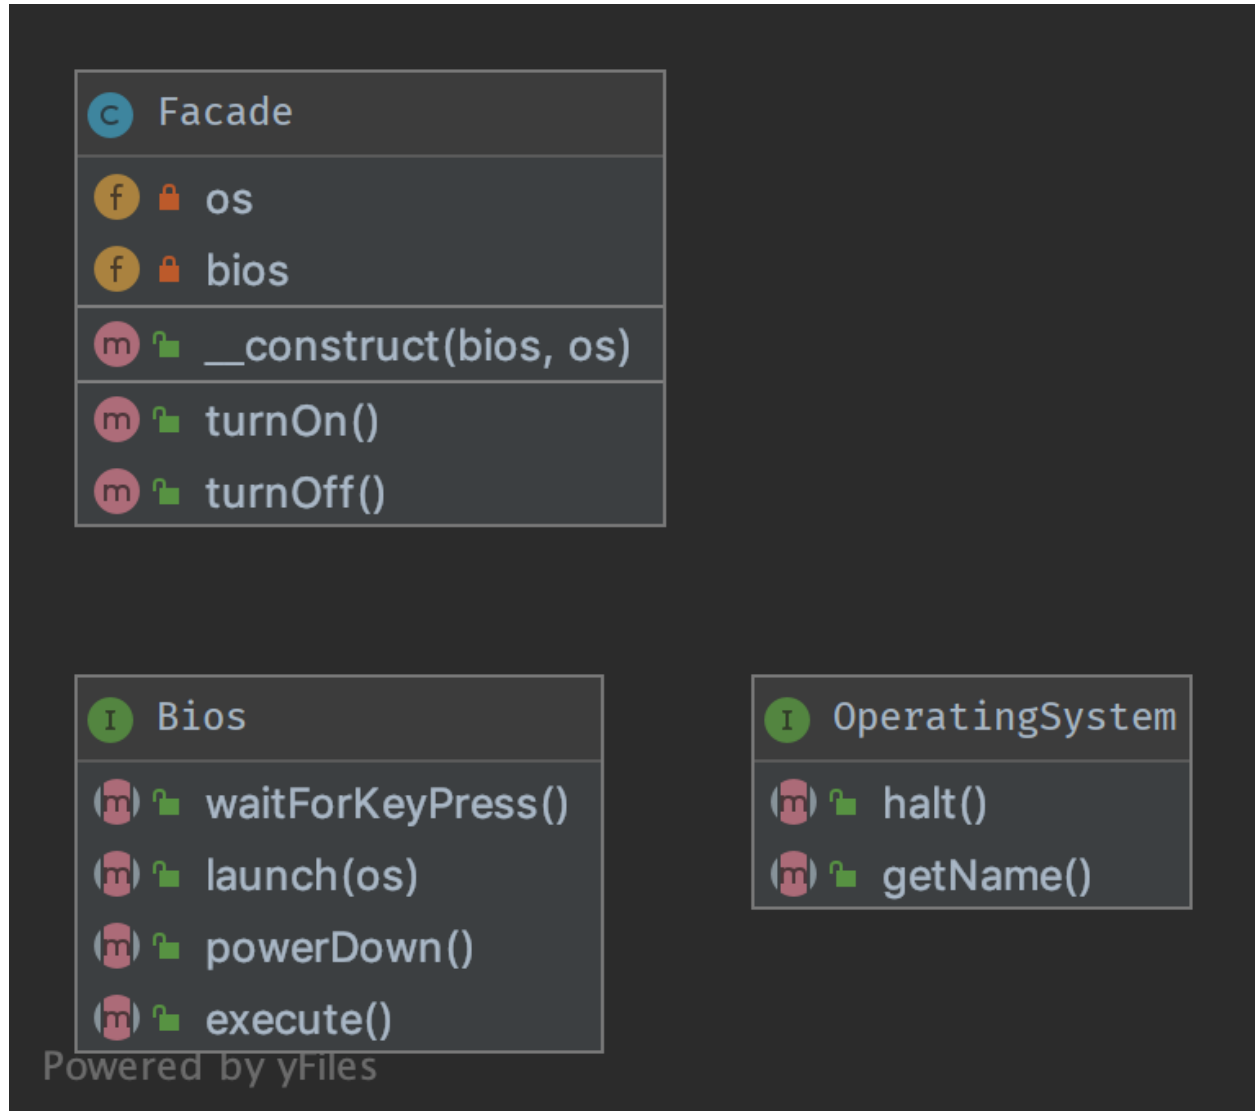 C Facade
f os
f bios
m __construct(bios, os)
m turnOn()
m turnOff()
I Bios
m waitForKeyPress()
m launch(os)
m powerDown()
m execute()
I OperatingSystem
m halt()
m getName()
Powered by yFiles